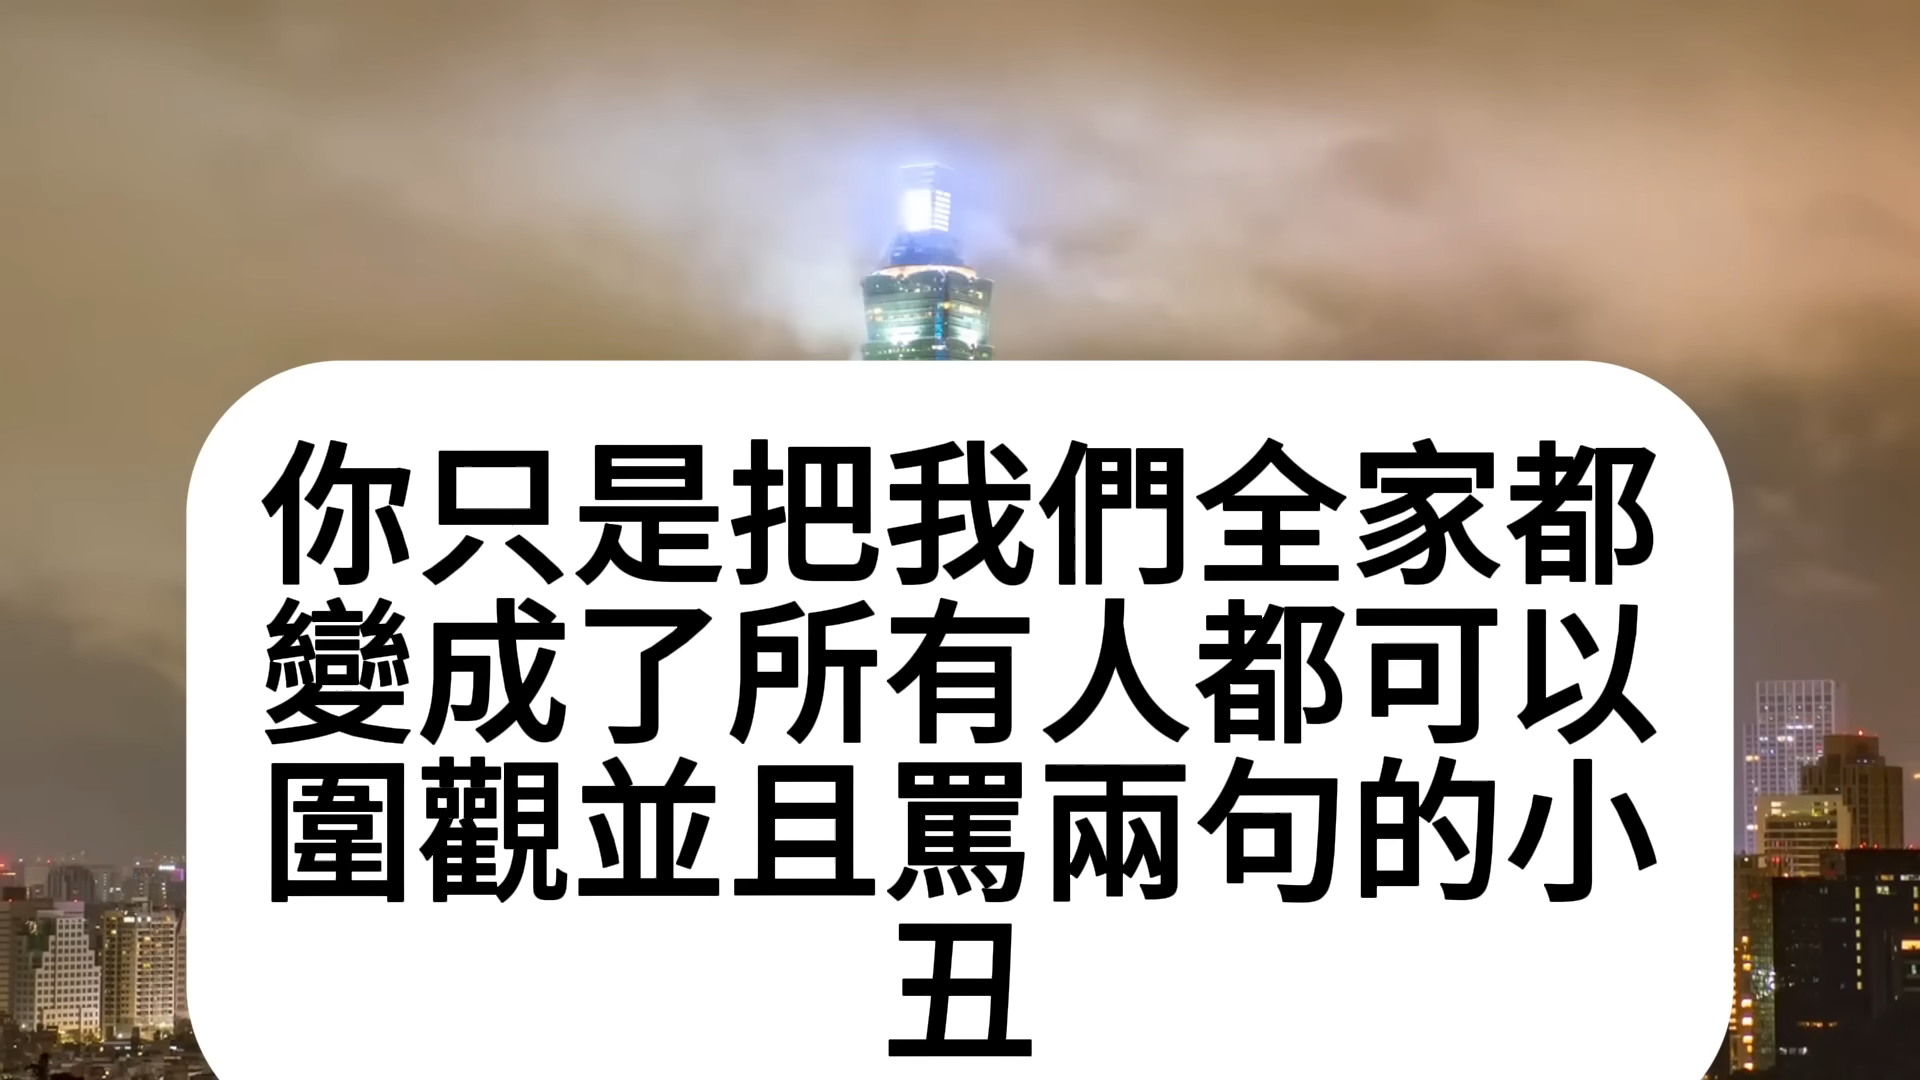 你只是把我們全家都
變成了所有人都可以
圍觀並且罵兩句的小
丑